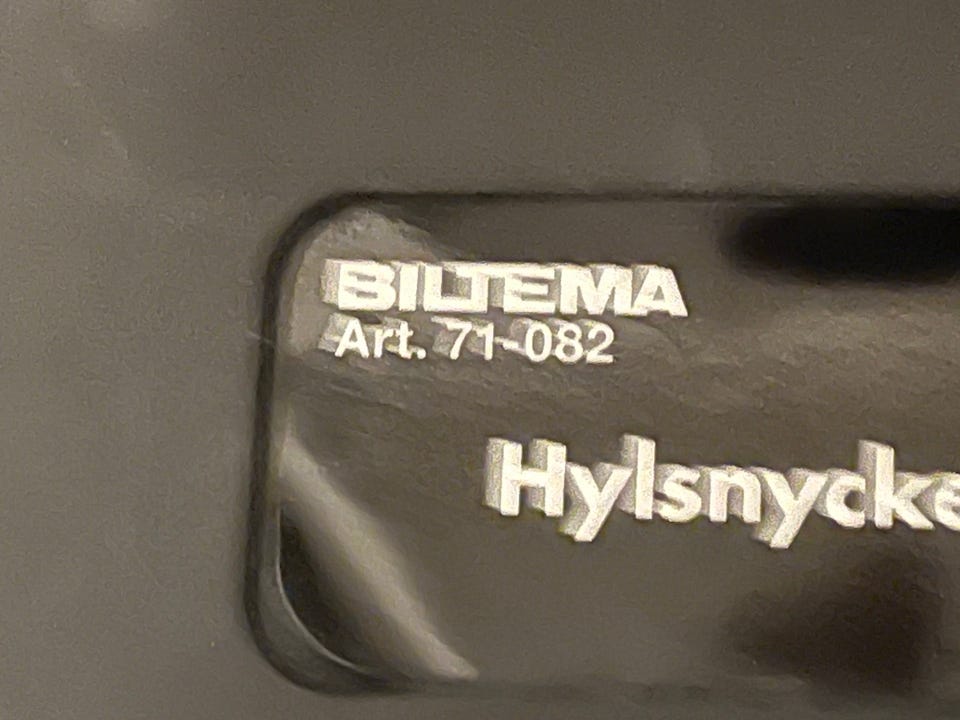 BILTEMA
Art. 71-082
Hylsnycke